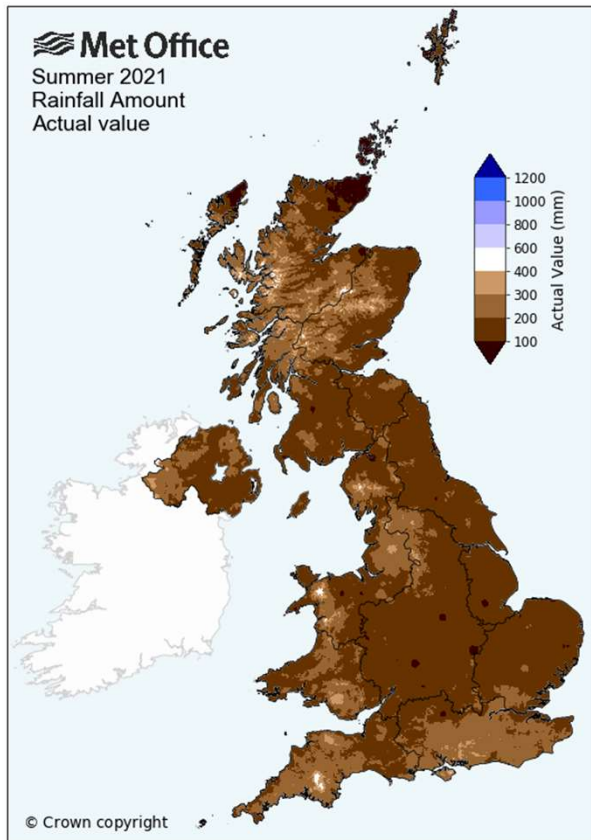 Met Office
Summer 2021
Rainfall Amount
Actual value
1200
1000
800
600
400
300
200
100
Actual Value (mm)
© Crown copyright